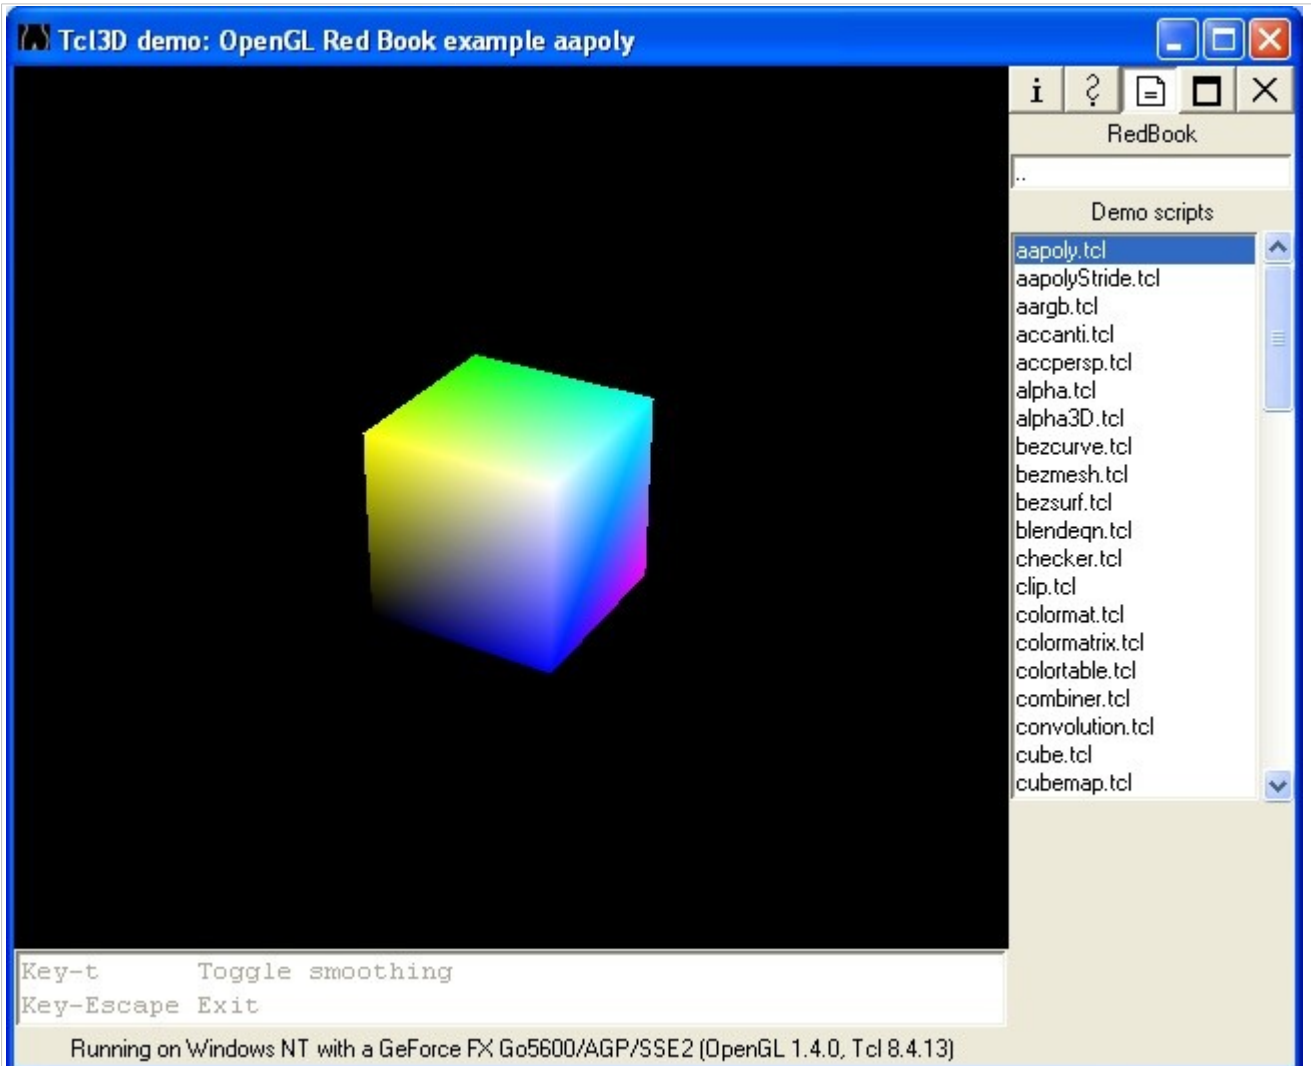 Tcl3D demo: OpenGL Red Book example aapoly
i ?
RedBook
..
Demo scripts
aapoly.tcl
aapolyStride.tcl
aargb.tcl
accanti.tcl
accpersp.tcl
alpha.tcl
alpha3D.tcl
bezcurve.tcl
bezmesh.tcl
bezsurf.tcl
blendeqn.tcl
checker.tcl
clip.tcl
colormat.tcl
colormatrix.tcl
colortable.tcl
combiner.tcl
convolution.tcl
cube.tcl
cubemap.tcl
Key-t Toggle smoothing
Key-Escape Exit
Running on Windows NT with a GeForce FX Go5600/AGP/SSE2 (OpenGL 1.4.0, Tcl 8.4.13)